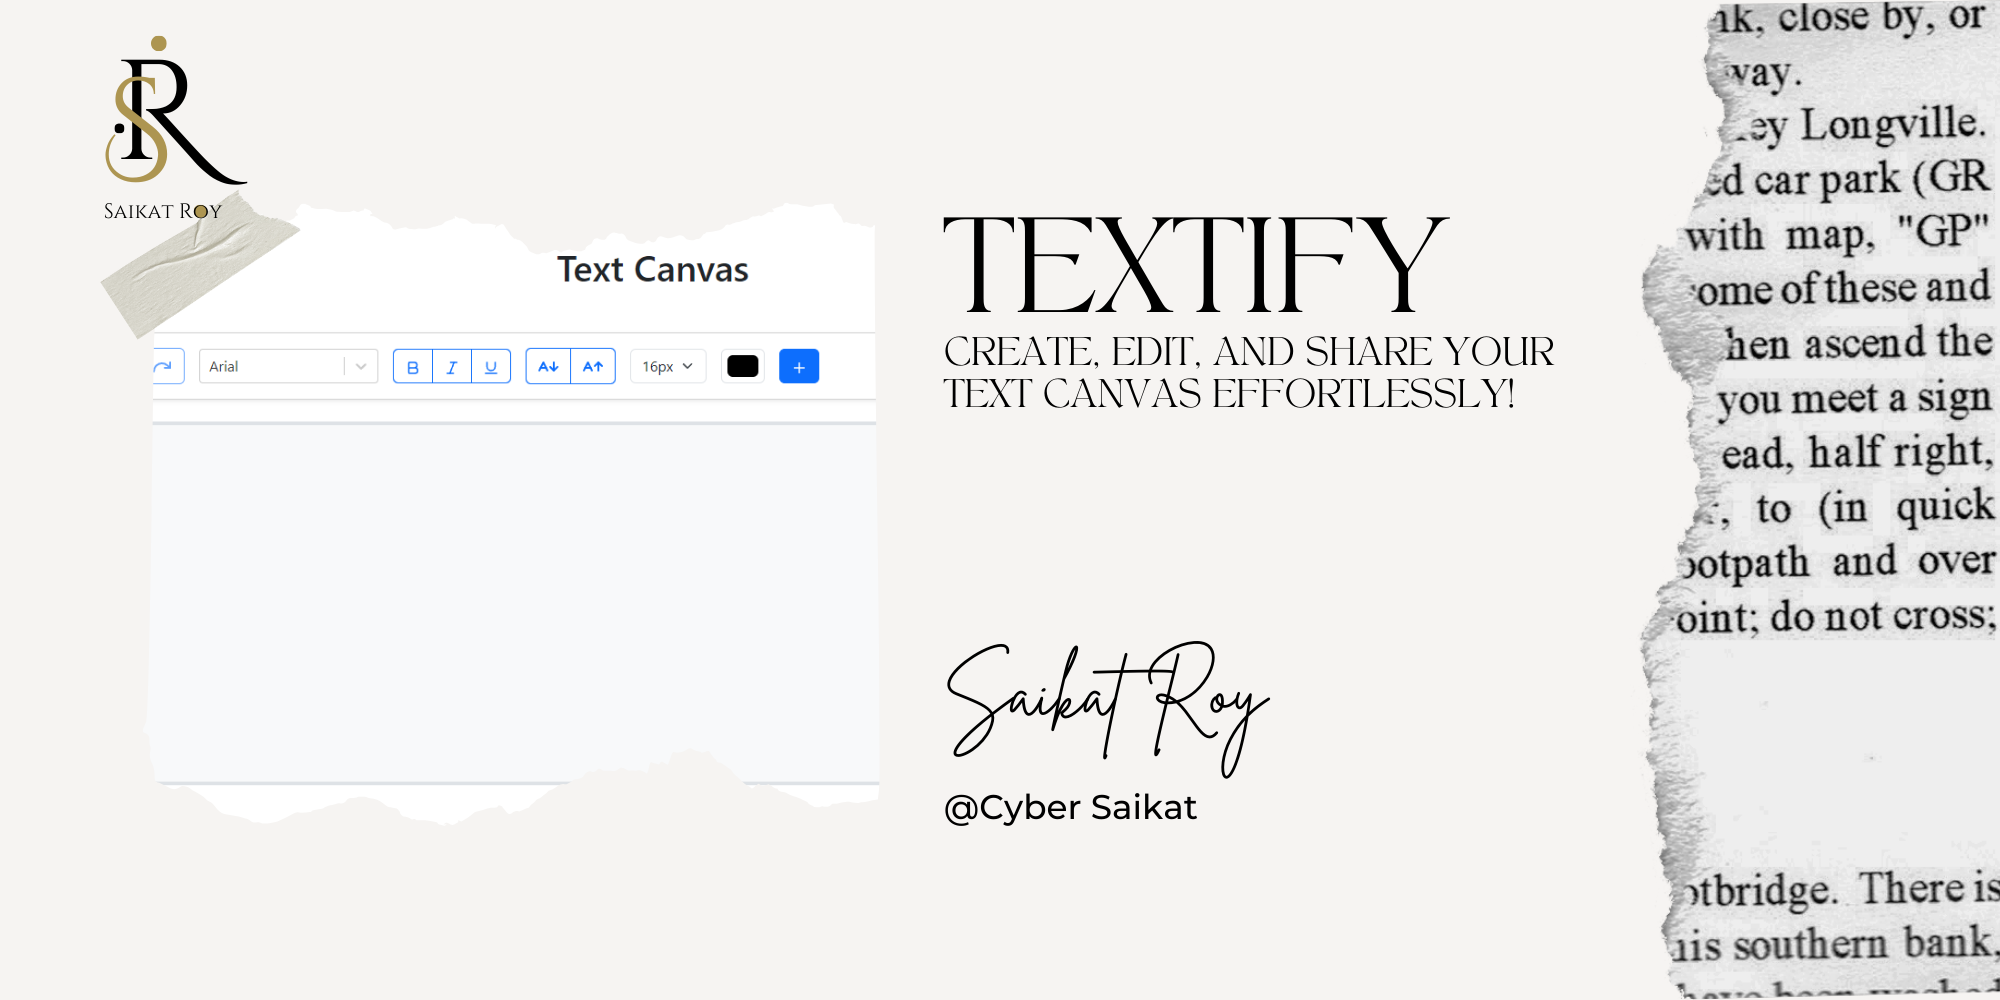 SR
SAIKAT ROY
Text Canvas
Arial
B I U
A A
16px
+
TEXTIFY
CREATE, EDIT, AND SHARE YOUR
TEXT CANVAS EFFORTLESSLY!
Saikat Roy
@Cyber Saikat
close by, or
Longville.
car park (GR
with map, "GP"
of these and
ascend the
you meet a sign
half right,
to (in quick
and over
do not cross;
There is
southern bank,